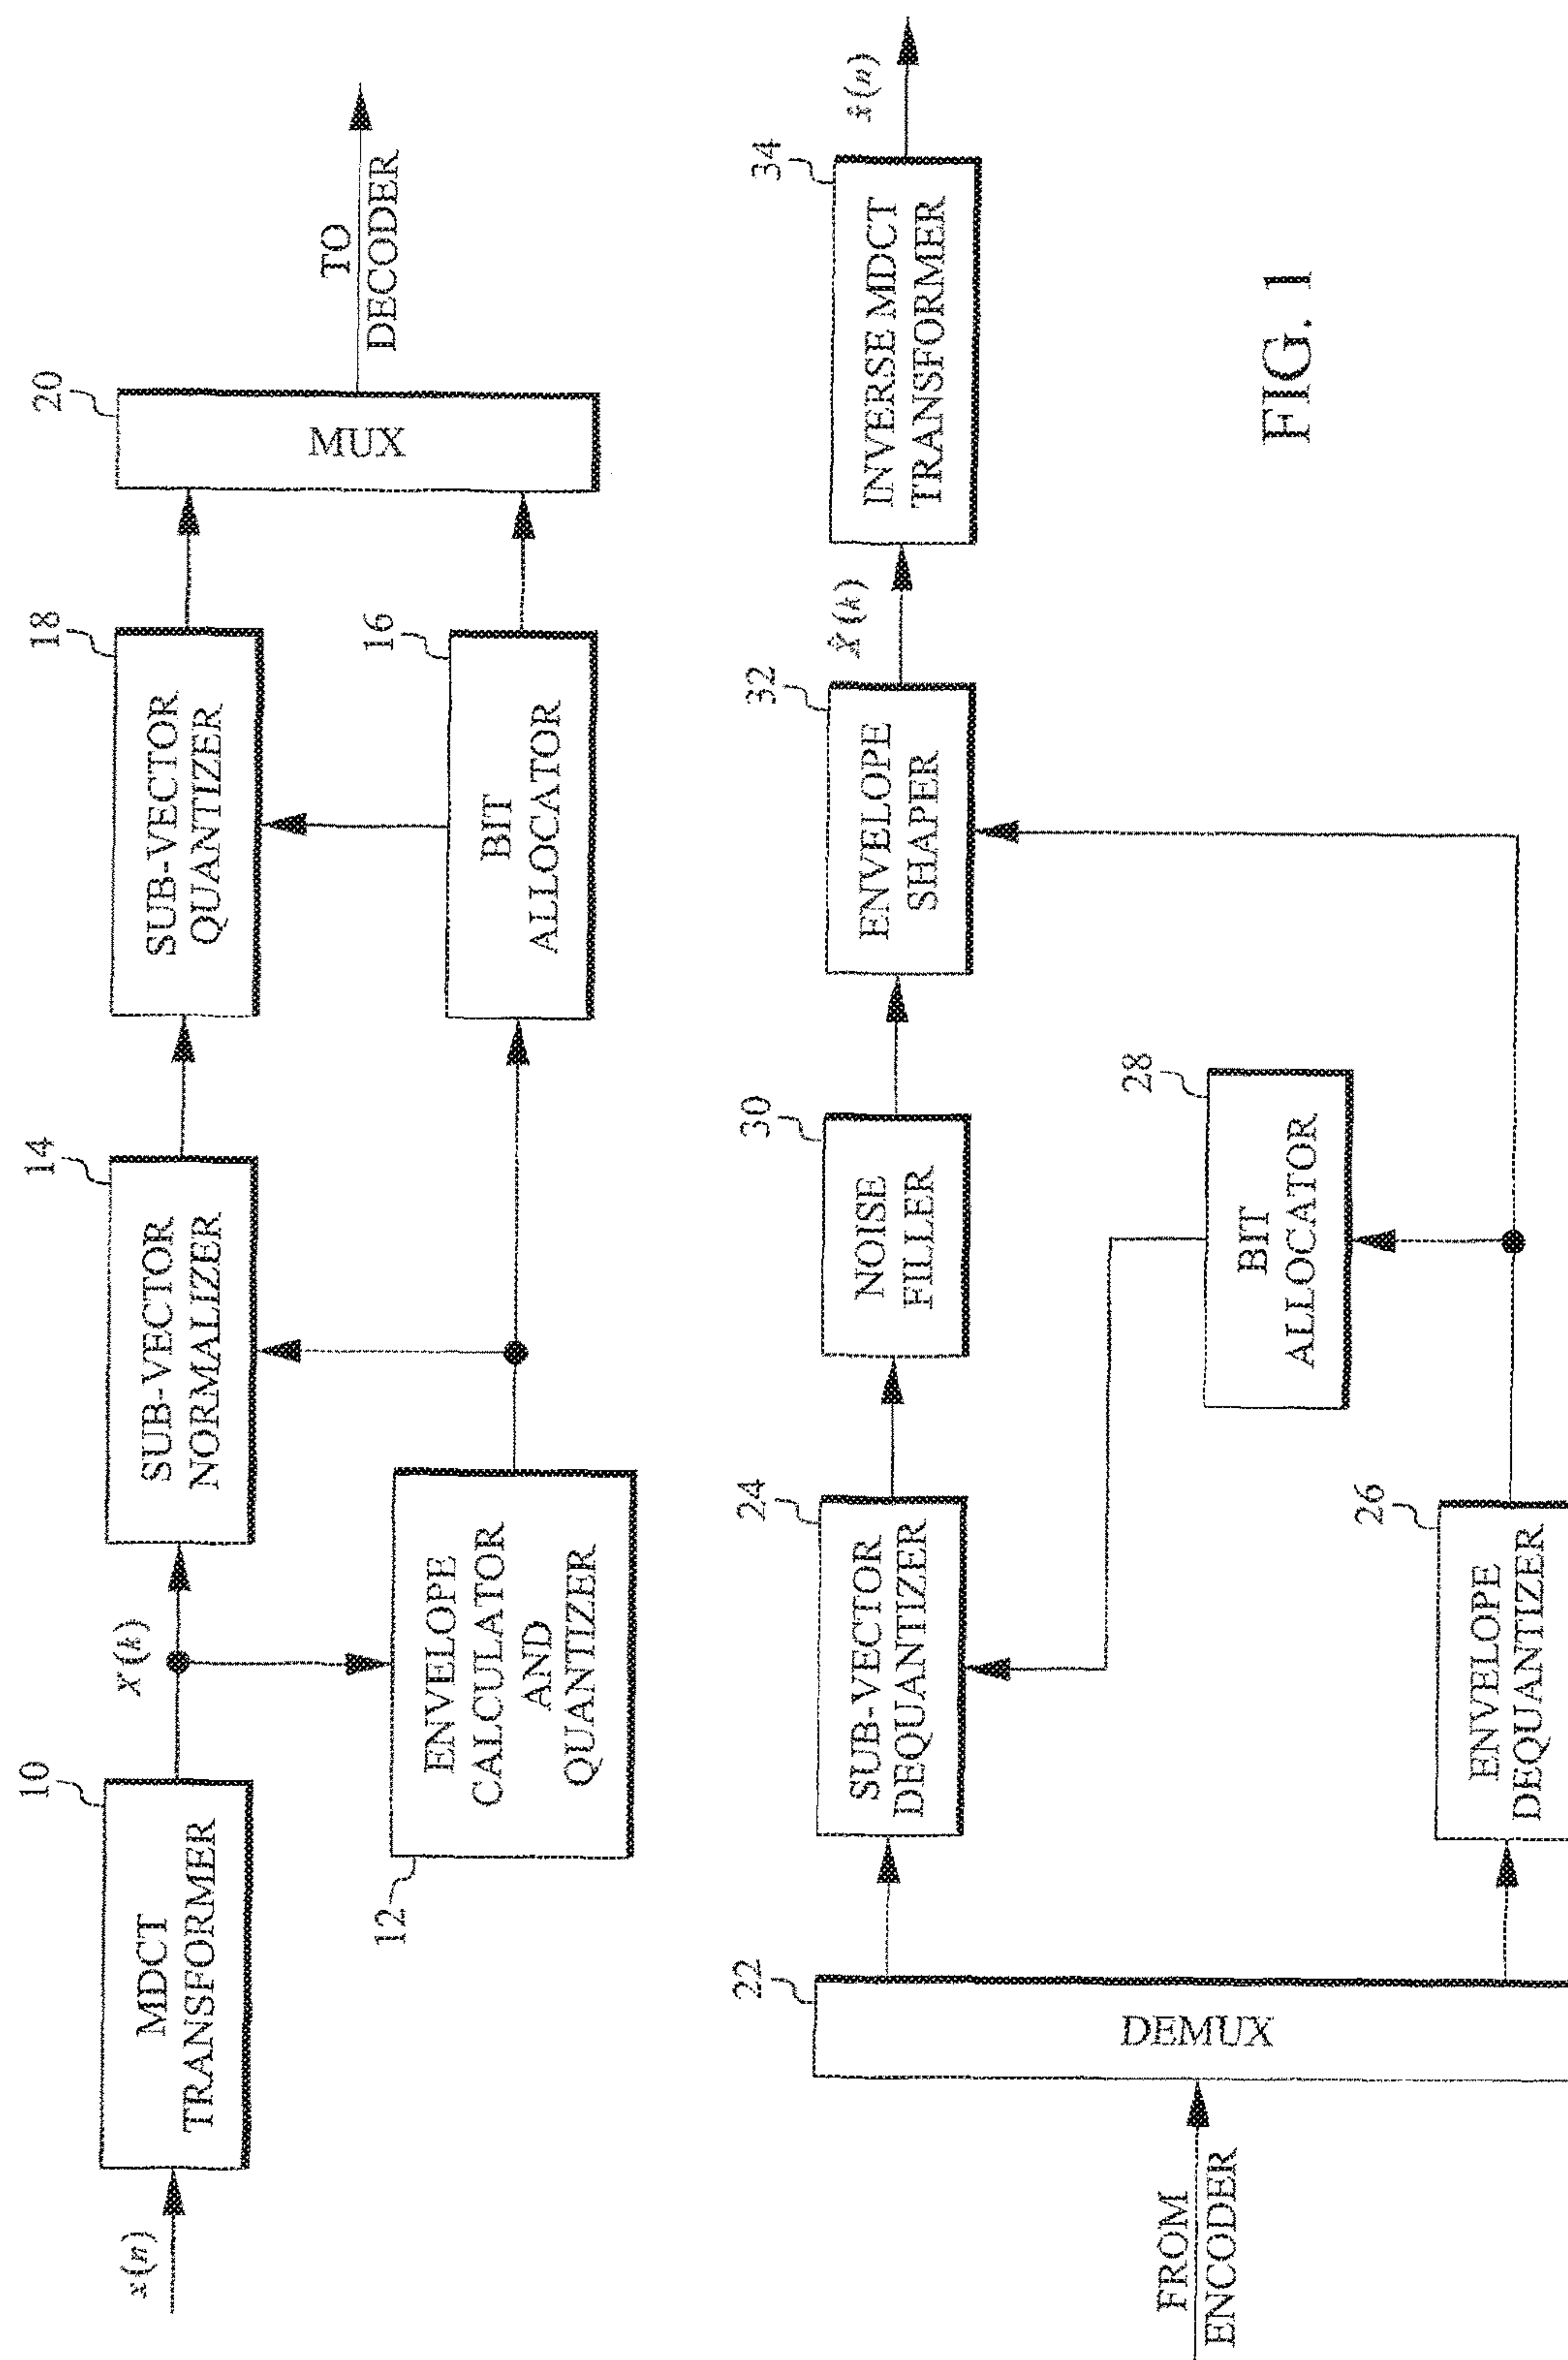 10
MDCT
TRANSFORMER
x(n)
X(k)
14
SUB-VECTOR
NORMALIZER
12
ENVELOPE
CALCULATOR
AND
QUANTIZER
18
SUB-VECTOR
QUANTIZER
16
BIT
ALLOCATOR
20
MUX
TO
DECODER
FROM
ENCODER
22
DEMUX
24
SUB-VECTOR
DEQUANTIZER
26
ENVELOPE
DEQUANTIZER
28
BIT
ALLOCATOR
30
NOISE
FILLER
32
ENVELOPE
SHAPER
X̂(k)
34
INVERSE MDCT
TRANSFORMER
x̂(n)
FIG. 1